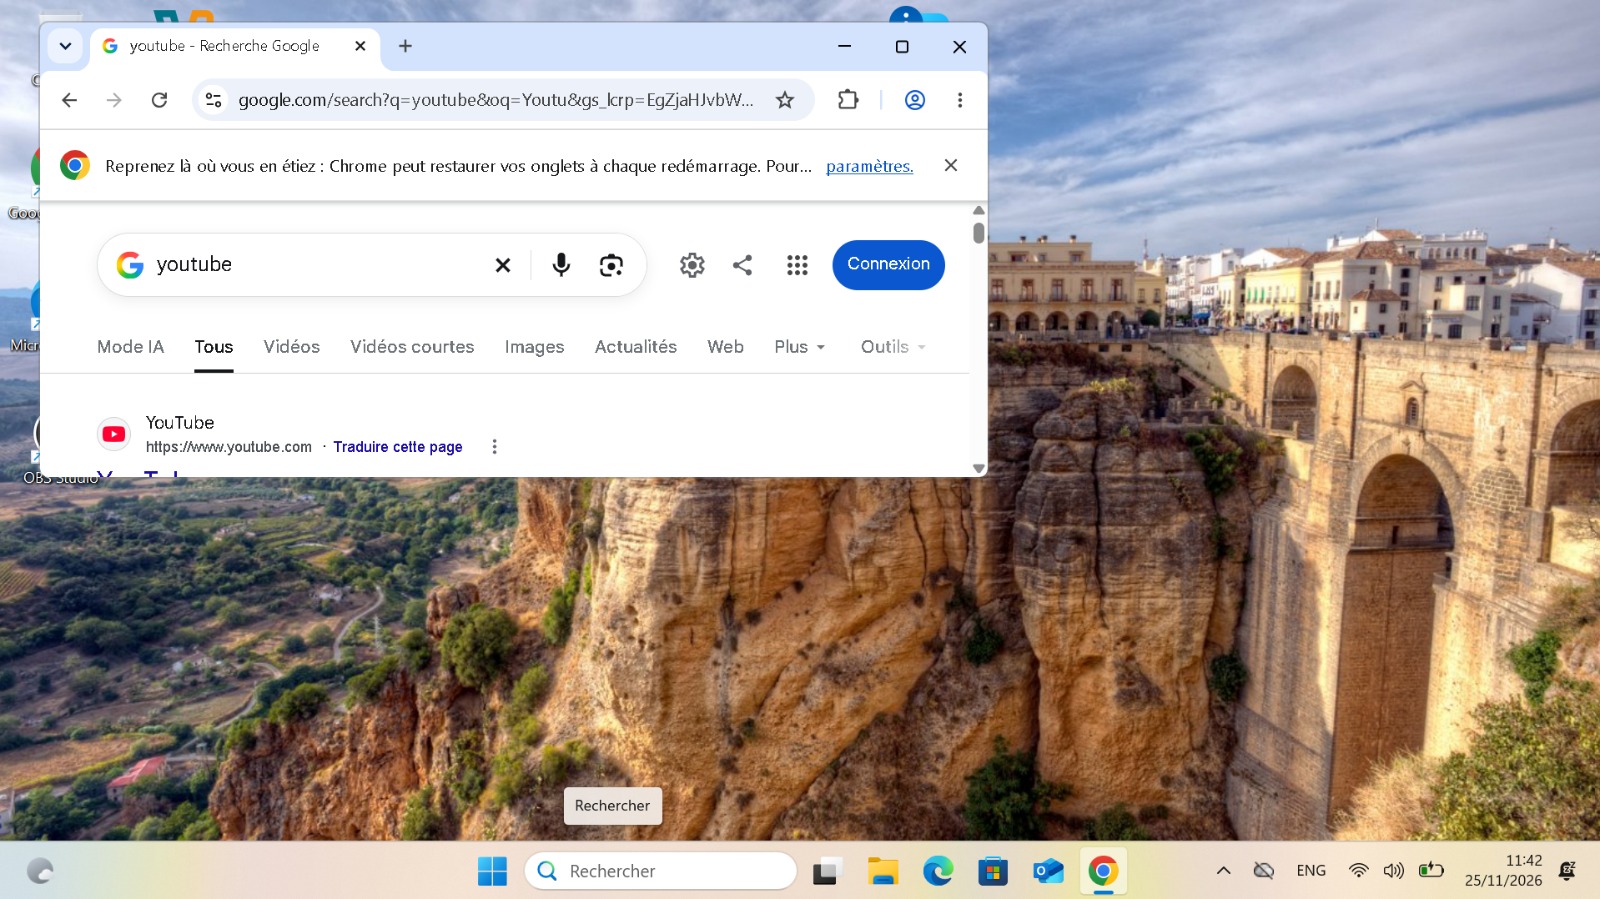 youtube - Recherche Google
google.com/search?q=youtube&oq=Youtu&gs_lcrp=EgZjaHJvbW...
Reprenez là où vous en étiez : Chrome peut restaurer vos onglets à chaque redémarrage. Pour... paramètres.
youtube
Connexion
Mode IA Tous Vidéos Vidéos courtes Images Actualités Web Plus Outils
YouTube
https://www.youtube.com · Traduire cette page
OBS Studio
Rechercher
Rechercher
ENG
11:42
25/11/2026